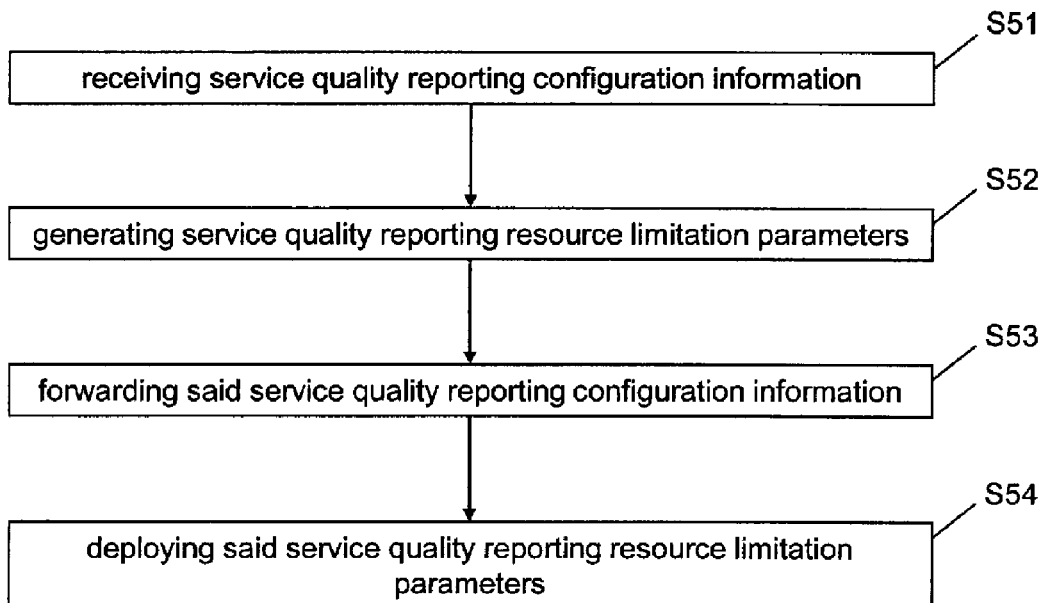 S51
receiving service quality reporting configuration information
S52
generating service quality reporting resource limitation parameters
S53
forwarding said service quality reporting configuration information
S54
deploying said service quality reporting resource limitation
parameters